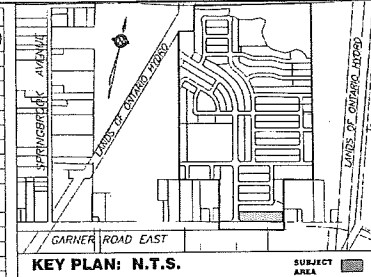 SPRINGBROOK AVENUE
LANDS OF ONTARIO HYDRO
LANDS OF ONTARIO HYDRO
GARNER ROAD EAST
KEY PLAN: N.T.S.
SUBJECT
AREA